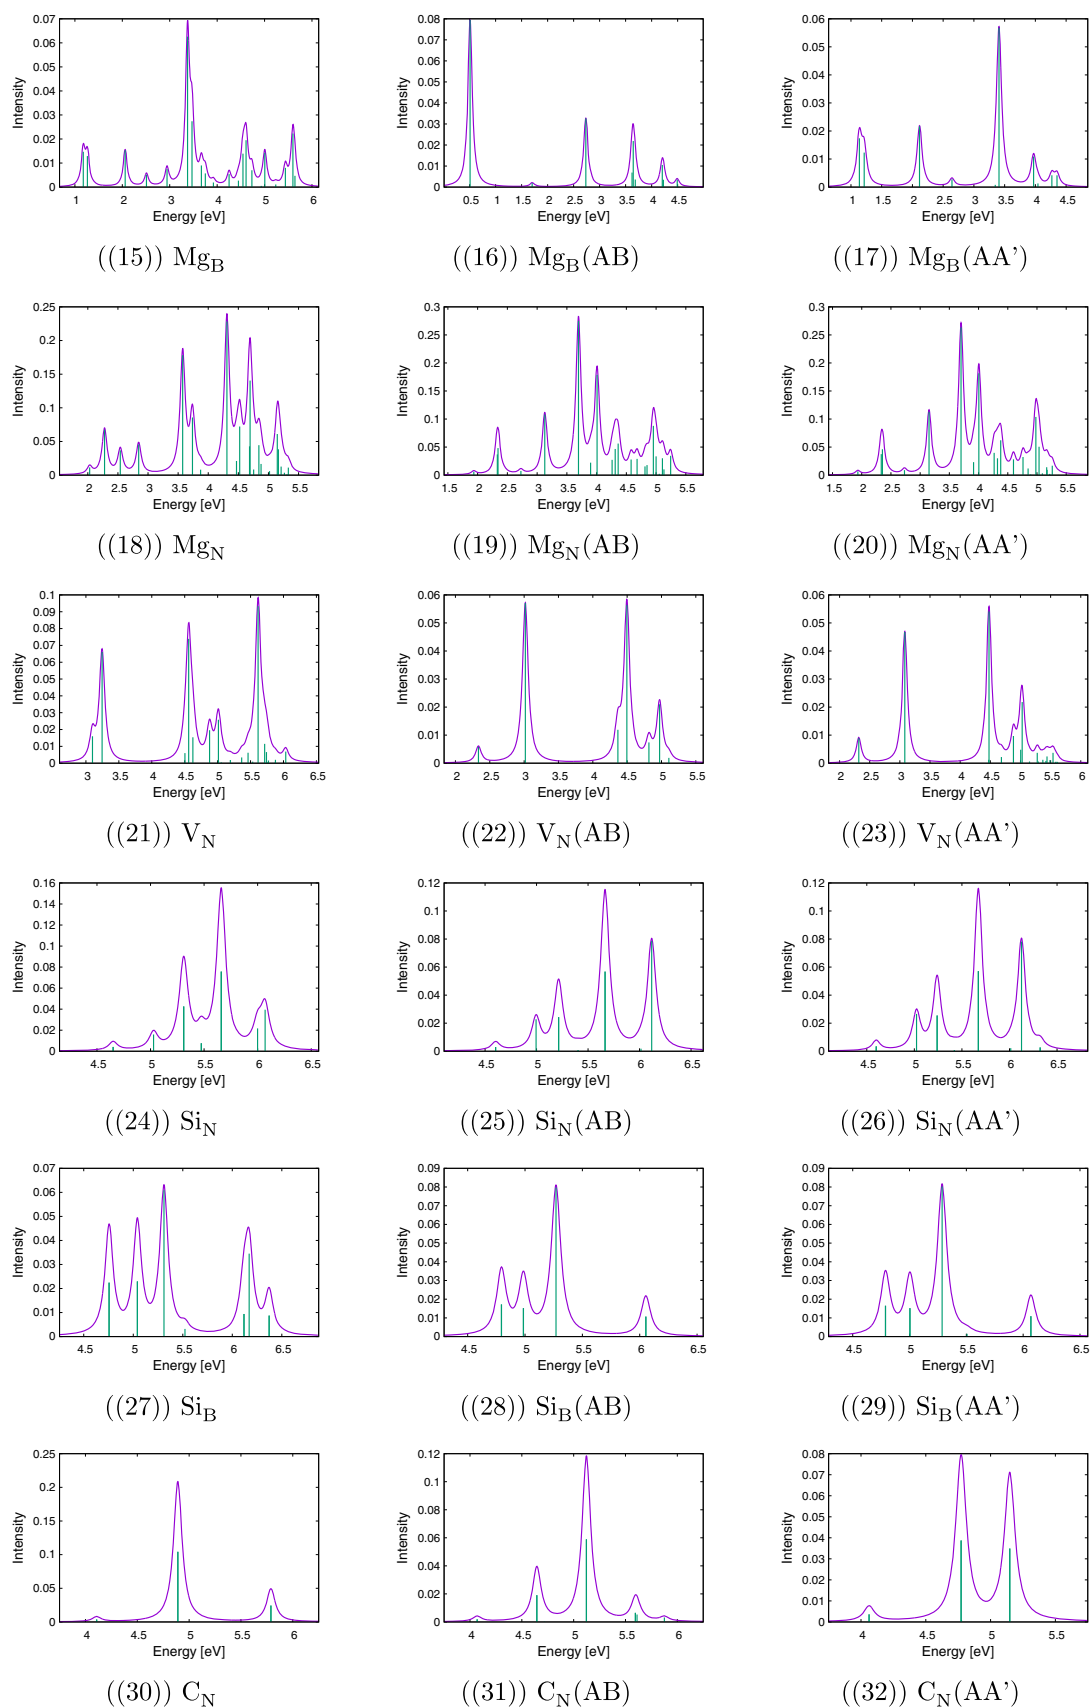 0.07
0.06
0.05
0.04
0.03
0.02
0.01
0
Intensity
1 2 3 4 5 6
Energy [eV]
((15)) Mg_B
0.08
0.07
0.06
0.05
0.04
0.03
0.02
0.01
0
Intensity
0.5 1 1.5 2 2.5 3 3.5 4 4.5
Energy [eV]
((16)) Mg_B(AB)
0.06
0.05
0.04
0.03
0.02
0.01
0
Intensity
1 1.5 2 2.5 3 3.5 4 4.5
Energy [eV]
((17)) Mg_B(AA')
0.25
0.2
0.15
0.1
0.05
0
Intensity
2 2.5 3 3.5 4 4.5 5 5.5
Energy [eV]
((18)) Mg_N
0.3
0.25
0.2
0.15
0.1
0.05
0
Intensity
1.5 2 2.5 3 3.5 4 4.5 5 5.5
Energy [eV]
((19)) Mg_N(AB)
0.3
0.25
0.2
0.15
0.1
0.05
0
Intensity
1.5 2 2.5 3 3.5 4 4.5 5 5.5
Energy [eV]
((20)) Mg_N(AA')
0.1
0.09
0.08
0.07
0.06
0.05
0.04
0.03
0.02
0.01
0
Intensity
3 3.5 4 4.5 5 5.5 6 6.5
Energy [eV]
((21)) V_N
0.06
0.05
0.04
0.03
0.02
0.01
0
Intensity
2 2.5 3 3.5 4 4.5 5 5.5
Energy [eV]
((22)) V_N(AB)
0.06
0.05
0.04
0.03
0.02
0.01
0
Intensity
2 2.5 3 3.5 4 4.5 5 5.5 6
Energy [eV]
((23)) V_N(AA')
0.16
0.14
0.12
0.1
0.08
0.06
0.04
0.02
0
Intensity
4.5 5 5.5 6 6.5
Energy [eV]
((24)) Si_N
0.12
0.1
0.08
0.06
0.04
0.02
0
Intensity
4.5 5 5.5 6 6.5
Energy [eV]
((25)) Si_N(AB)
0.12
0.1
0.08
0.06
0.04
0.02
0
Intensity
4.5 5 5.5 6 6.5
Energy [eV]
((26)) Si_N(AA')
0.07
0.06
0.05
0.04
0.03
0.02
0.01
0
Intensity
4.5 5 5.5 6 6.5
Energy [eV]
((27)) Si_B
0.09
0.08
0.07
0.06
0.05
0.04
0.03
0.02
0.01
0
Intensity
4.5 5 5.5 6 6.5
Energy [eV]
((28)) Si_B(AB)
0.09
0.08
0.07
0.06
0.05
0.04
0.03
0.02
0.01
0
Intensity
4.5 5 5.5 6 6.5
Energy [eV]
((29)) Si_B(AA')
0.25
0.2
0.15
0.1
0.05
0
Intensity
4 4.5 5 5.5 6
Energy [eV]
((30)) C_N
0.12
0.1
0.08
0.06
0.04
0.02
0
Intensity
4 4.5 5 5.5 6
Energy [eV]
((31)) C_N(AB)
0.08
0.07
0.06
0.05
0.04
0.03
0.02
0.01
0
Intensity
4 4.5 5 5.5
Energy [eV]
((32)) C_N(AA')